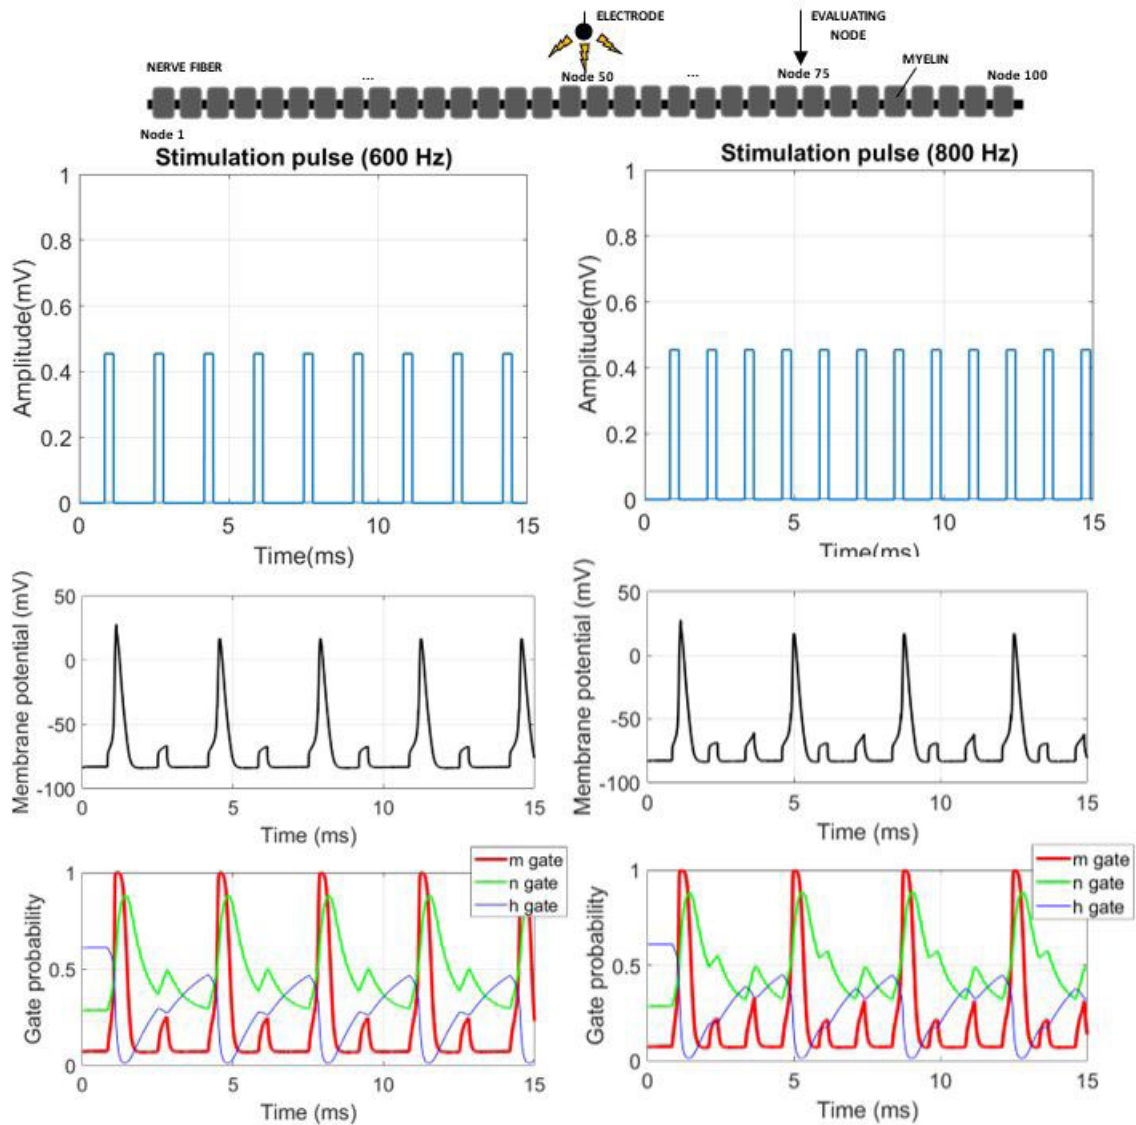 ELECTRODE
EVALUATING
NODE
NERVE FIBER
...
Node 50
...
Node 75
MYELIN
Node 100
Node 1
Stimulation pulse (600 Hz)
Stimulation pulse (800 Hz)
Amplitude(mV)
1
0.8
0.6
0.4
0.2
0
0 5 10 15
Time(ms)
Amplitude(mV)
1
0.8
0.6
0.4
0.2
0
0 5 10 15
Time(ms)
Membrane potential (mV)
50
0
-50
-100
0 5 10 15
Time (ms)
Membrane potential (mV)
50
0
-50
-100
0 5 10 15
Time (ms)
Gate probability
1
0.5
0
m gate
n gate
h gate
0 5 10 15
Time (ms)
Gate probability
1
0.5
0
m gate
n gate
h gate
0 5 10 15
Time (ms)